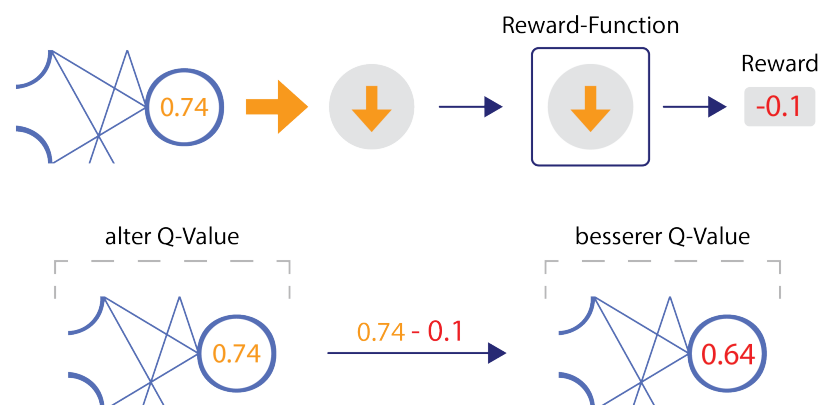 Reward-Function
Reward
0.74
-0.1
alter Q-Value
besserer Q-Value
0.74 - 0.1
0.74
0.64